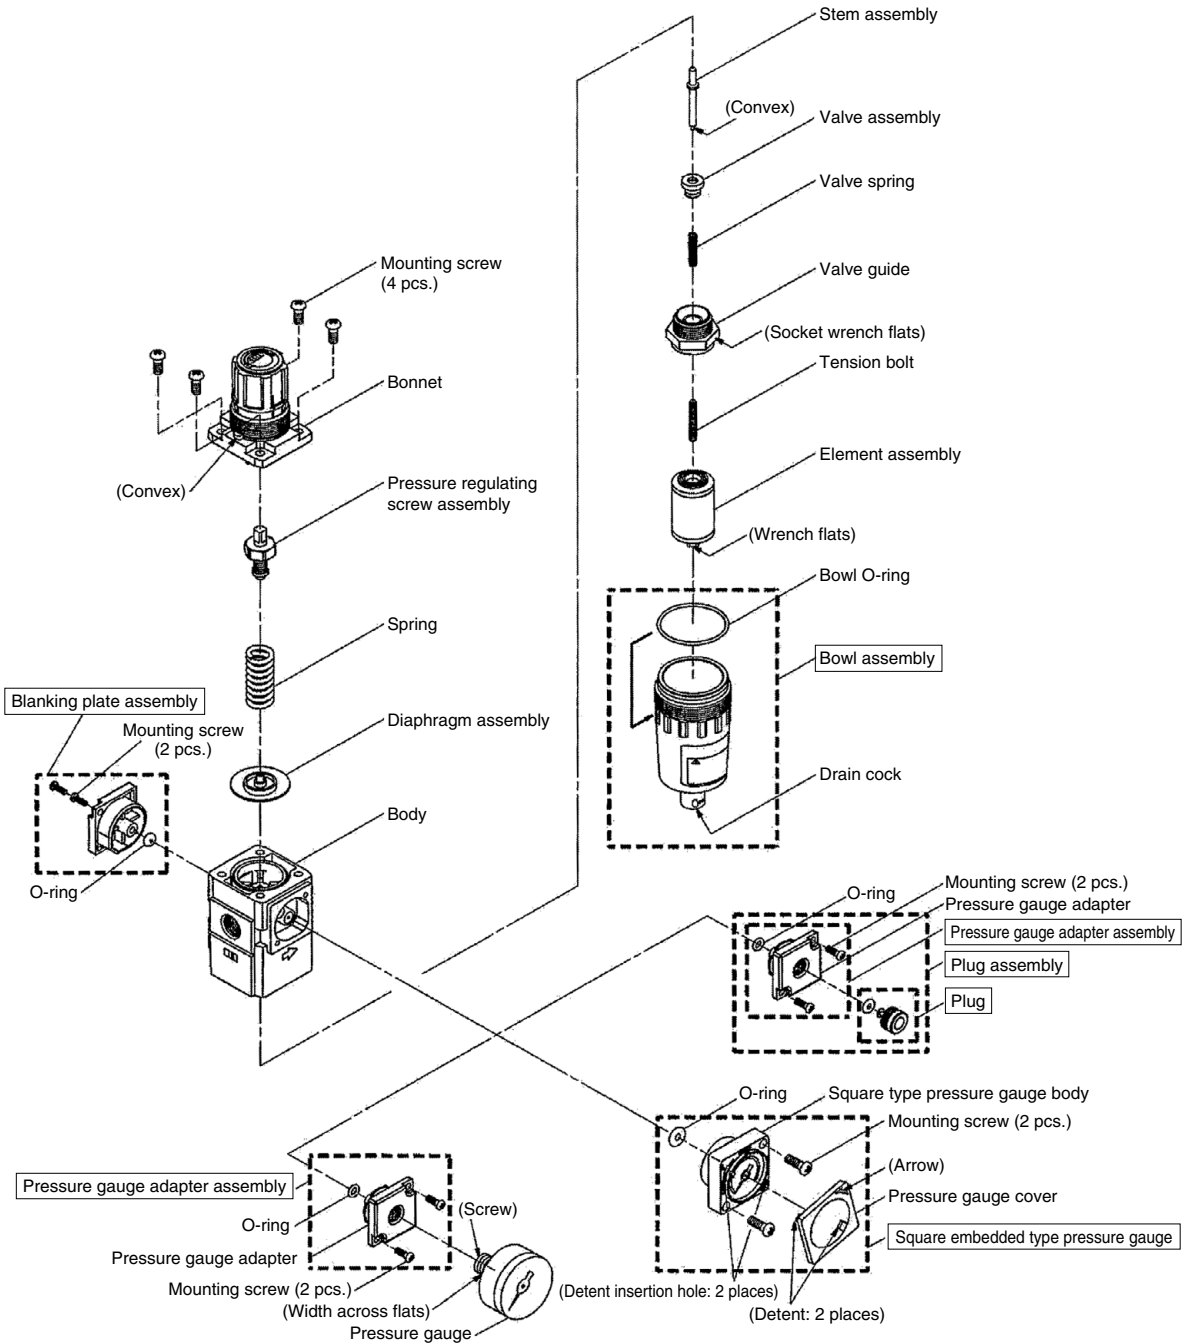 Stem assembly
(Convex)
Valve assembly
Valve spring
Mounting screw
(4 pcs.)
Valve guide
(Socket wrench flats)
Tension bolt
Bonnet
Element assembly
(Convex)
Pressure regulating
screw assembly
(Wrench flats)
Bowl O-ring
Spring
Bowl assembly
Blanking plate assembly
Mounting screw
(2 pcs.)
Diaphragm assembly
Drain cock
Body
O-ring
IN
O-ring
Mounting screw (2 pcs.)
Pressure gauge adapter
Pressure gauge adapter assembly
Plug assembly
Plug
O-ring
Square type pressure gauge body
Mounting screw (2 pcs.)
(Arrow)
Pressure gauge cover
Square embedded type pressure gauge
(Detent insertion hole: 2 places)
(Detent: 2 places)
Pressure gauge adapter assembly
O-ring
(Screw)
Pressure gauge adapter
Mounting screw (2 pcs.)
(Width across flats)
Pressure gauge